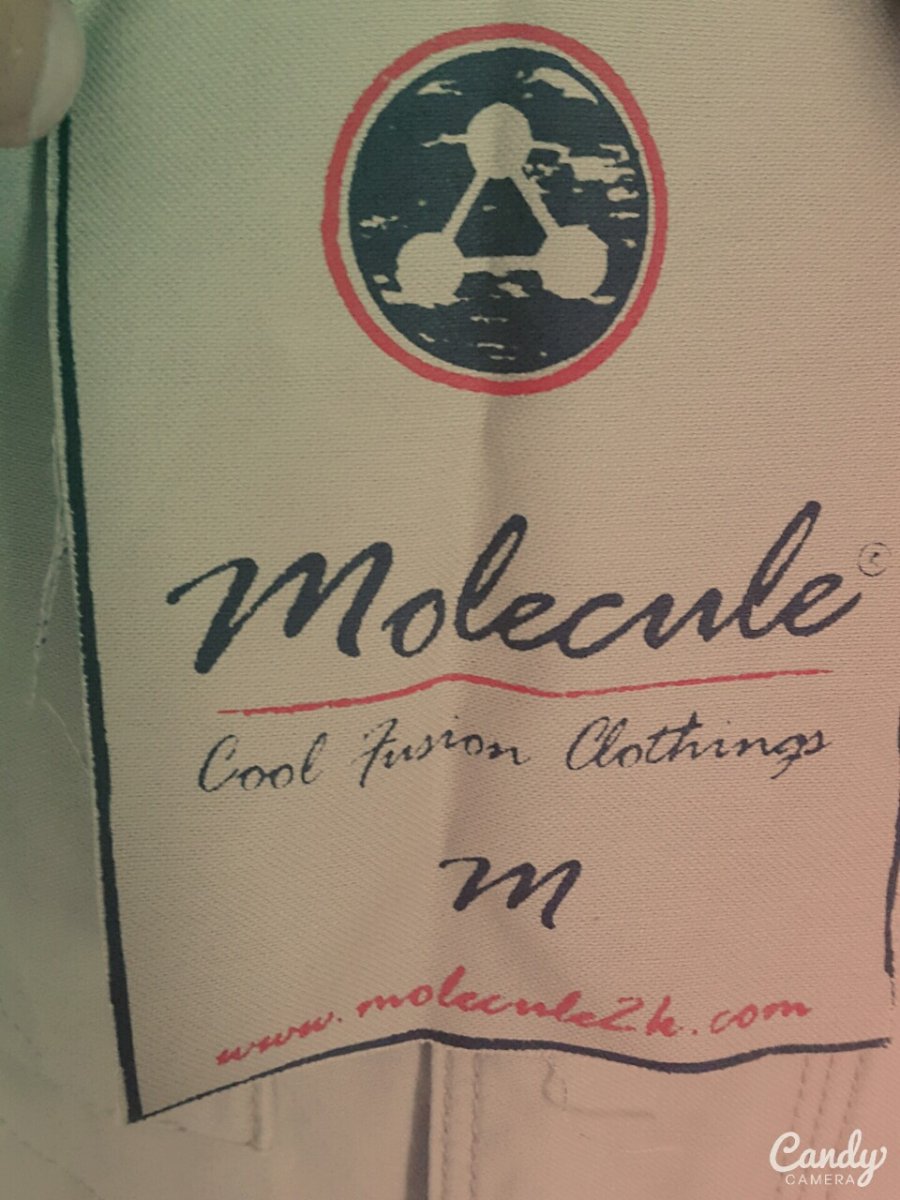 Molecule ©
Cool Fusion Clothings
m
www.molecule2k.com
Candy
CAMERA